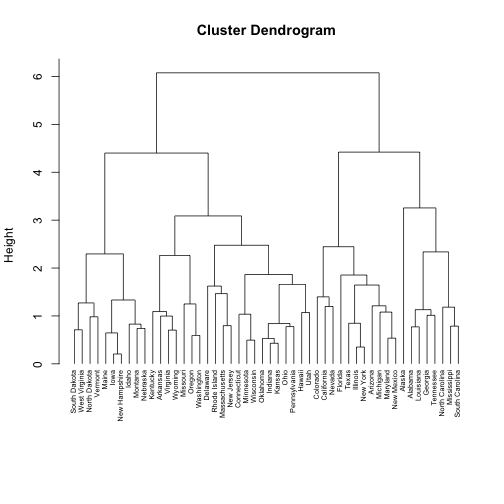 Cluster Dendrogram
Height
6
5
4
3
2
1
0
South Dakota
West Virginia
North Dakota
Vermont
Maine
Iowa
New Hampshire
Idaho
Montana
Nebraska
Kentucky
Arkansas
Virginia
Wyoming
Missouri
Oregon
Washington
Delaware
Rhode Island
Massachusetts
New Jersey
Connecticut
Minnesota
Wisconsin
Oklahoma
Indiana
Kansas
Ohio
Pennsylvania
Hawaii
Utah
Colorado
California
Nevada
Florida
Texas
Illinois
New York
Arizona
Michigan
Maryland
New Mexico
Alaska
Alabama
Louisiana
Georgia
Tennessee
North Carolina
Mississippi
South Carolina